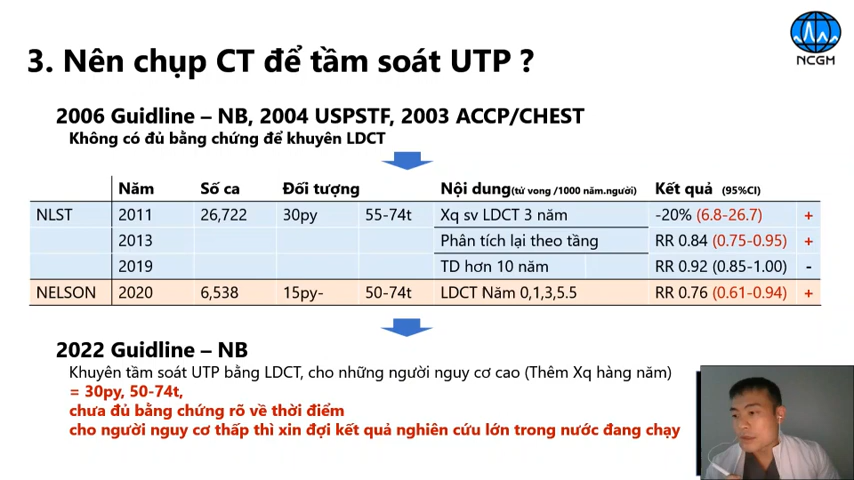 NCGM
3. Nên chụp CT để tầm soát UTP ?
2006 Guidline – NB, 2004 USPSTF, 2003 ACCP/CHEST
Không có đủ bằng chứng để khuyên LDCT
Năm Số ca Đối tượng Nội dung(tử vong /1000 năm.người) Kết quả (95%CI)
NLST 2011 26,722 30py 55-74t Xq sv LDCT 3 năm -20% (6.8-26.7) +
2013 Phân tích lại theo tầng RR 0.84 (0.75-0.95) +
2019 TD hơn 10 năm RR 0.92 (0.85-1.00) -
NELSON 2020 6,538 15py- 50-74t LDCT Năm 0,1,3,5.5 RR 0.76 (0.61-0.94) +
2022 Guidline – NB
Khuyên tầm soát UTP bằng LDCT, cho những người nguy cơ cao (Thêm Xq hàng năm)
= 30py, 50-74t,
chưa đủ bằng chứng rõ về thời điểm
cho người nguy cơ thấp thì xin đợi kết quả nghiên cứu lớn trong nước đang chạy